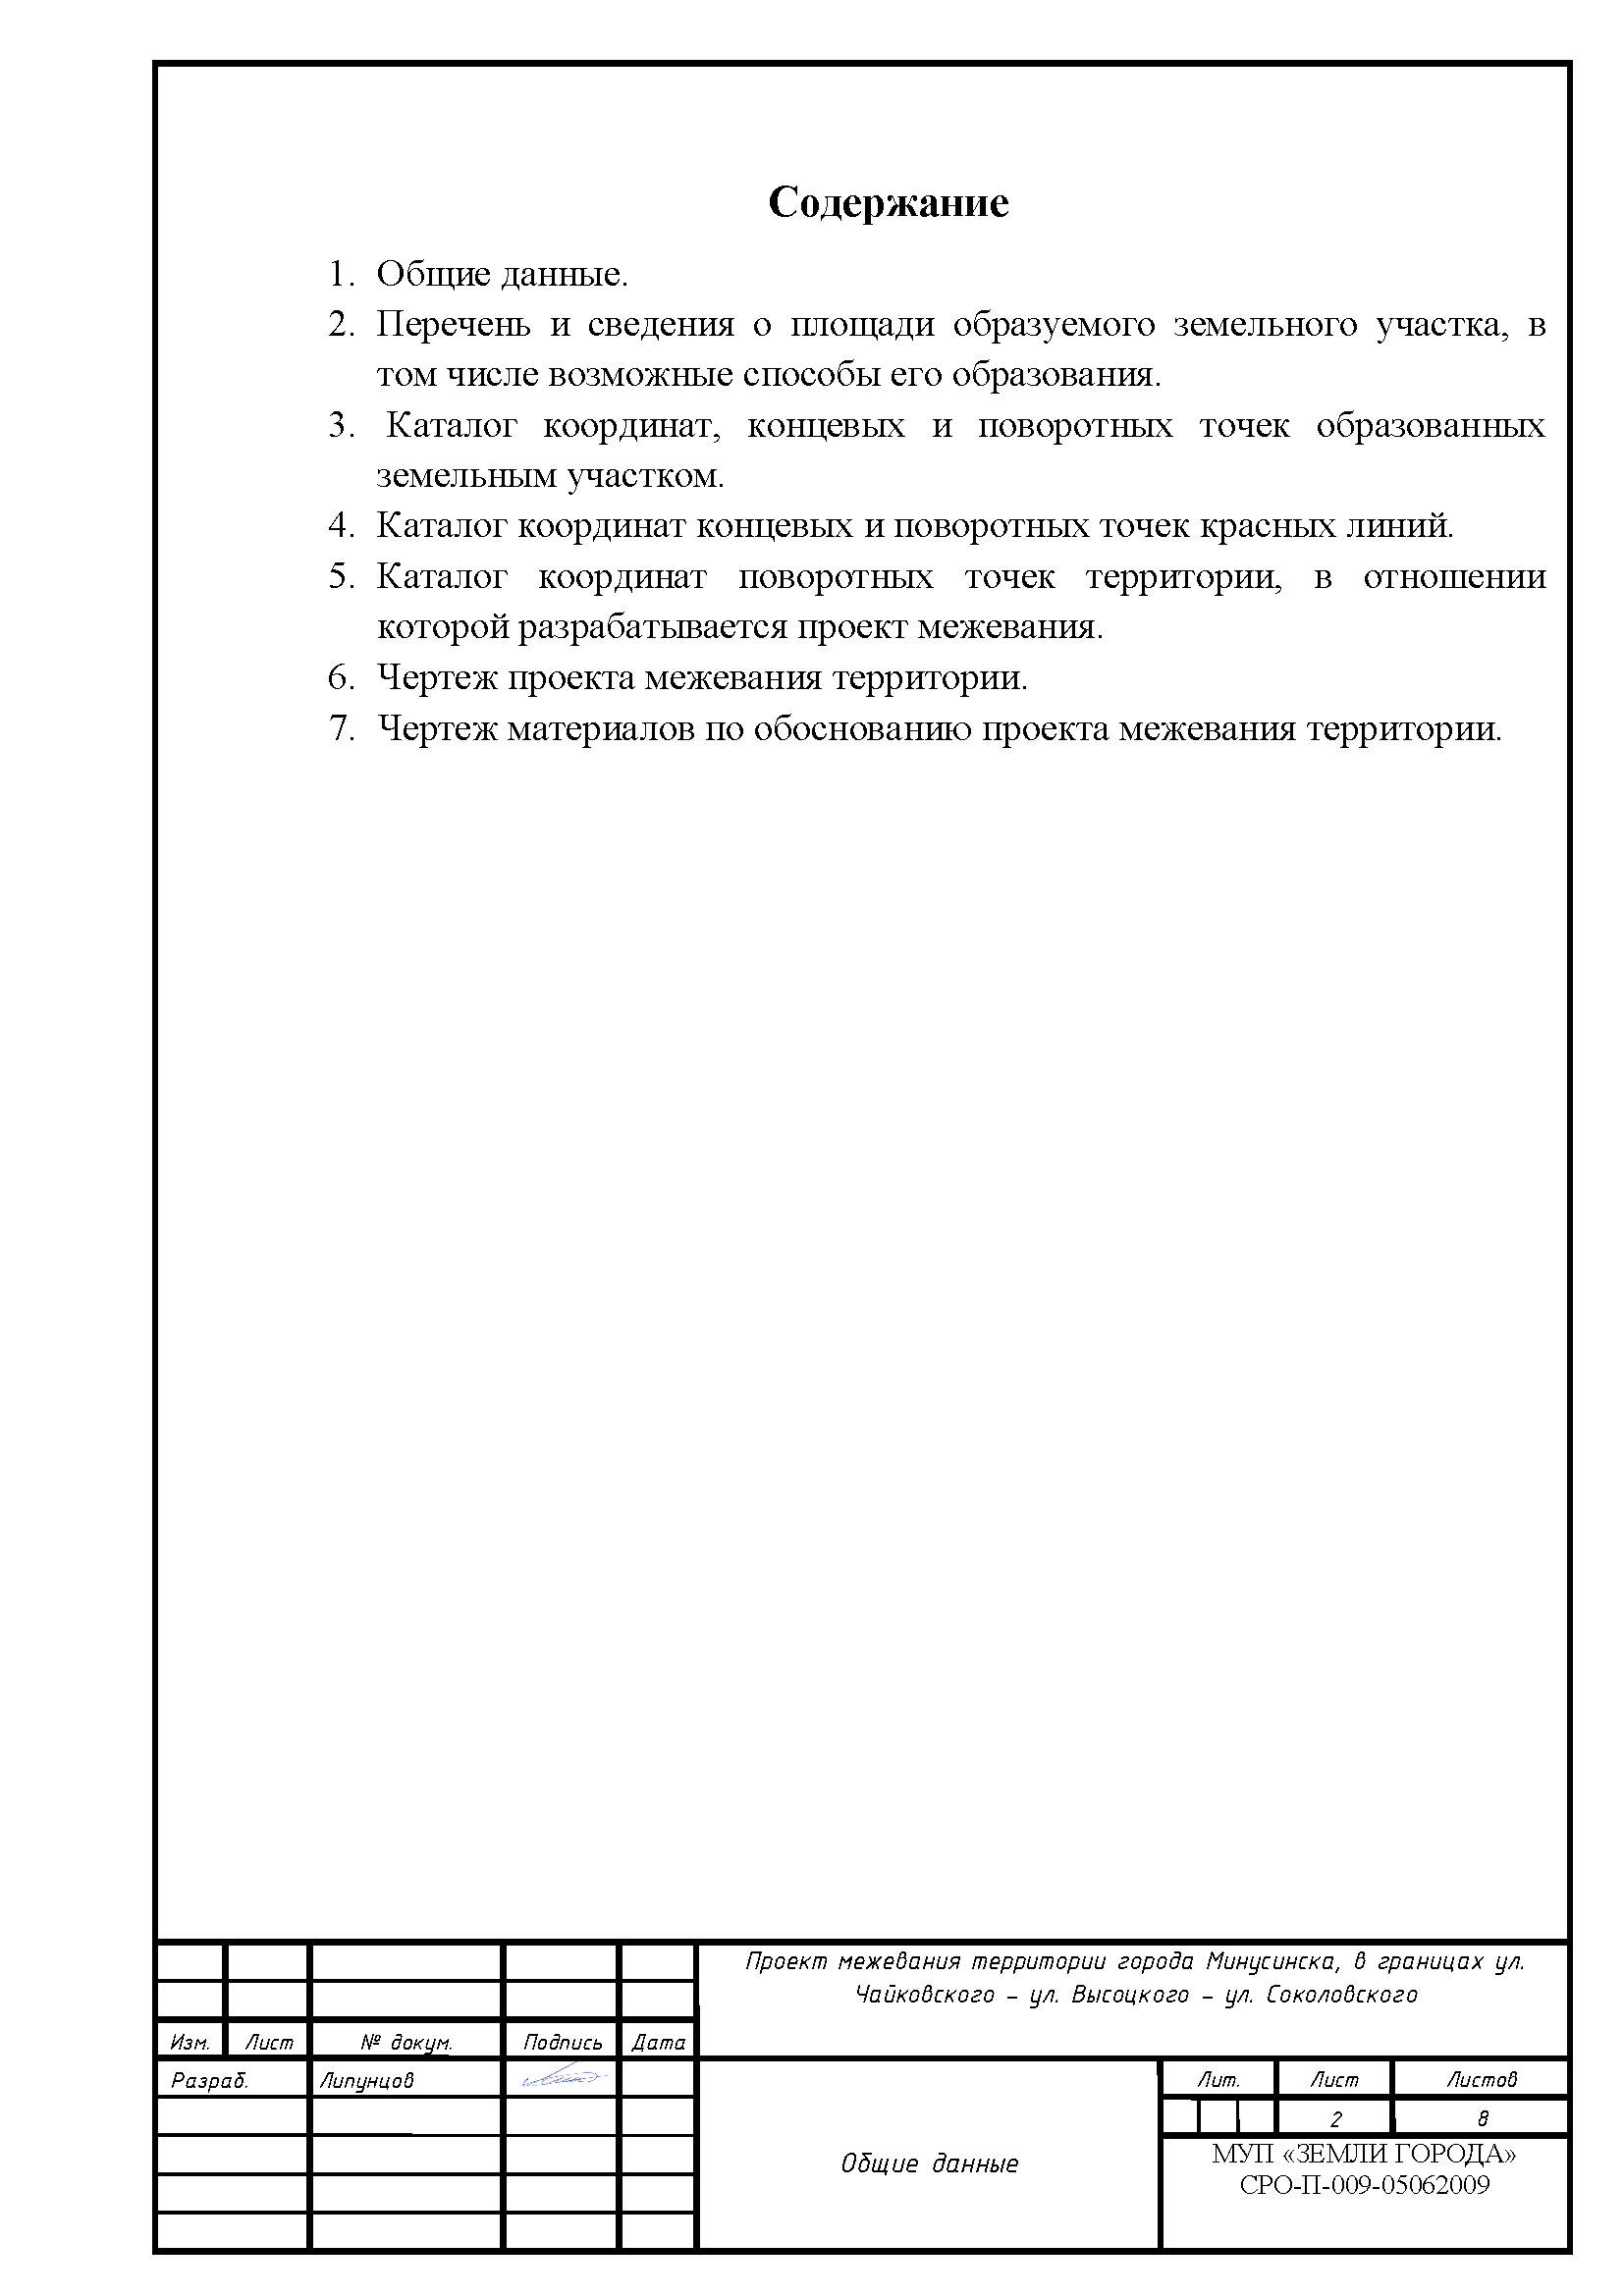 Содержание
1. Общие данные.
2. Перечень и сведения о площади образуемого земельного участка, в
том числе возможные способы его образования.
3. Каталог координат, концевых и поворотных точек образованных
земельным участком.
4. Каталог координат концевых и поворотных точек красных линий.
5. Каталог координат поворотных точек территории, в отношении
которой разрабатывается проект межевания.
6. Чертеж проекта межевания территории.
7. Чертеж материалов по обоснованию проекта межевания территории.
Проект межевания территории города Минусинска, в границах ул.
Чайковского – ул. Высоцкого – ул. Соколовского
Изм. Лист № докум. Подпись Дата
Разраб. Липунцов
Лит. Лист Листов
2 8
Общие данные
МУП «ЗЕМЛИ ГОРОДА»
СРО-П-009-05062009